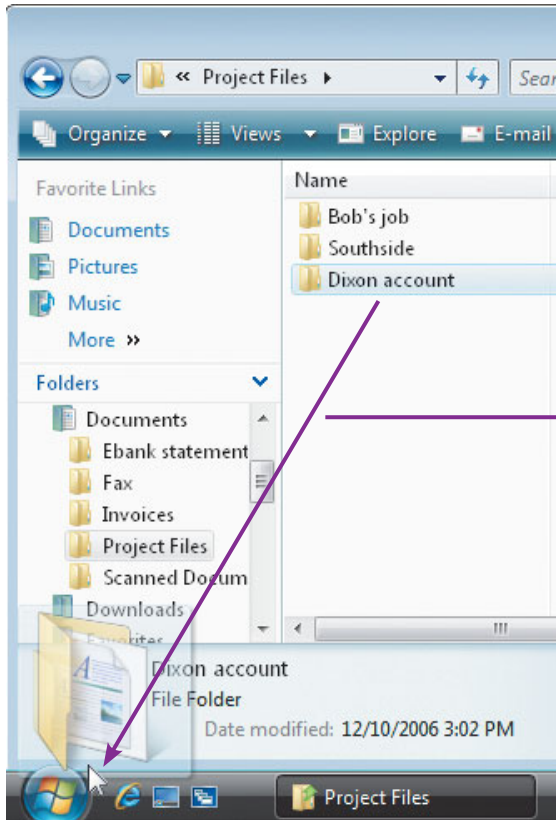 « Project Files
Sear
Organize Views Explore E-mail
Favorite Links
Documents
Pictures
Music
More »
Folders
Documents
Ebank statement
Fax
Invoices
Project Files
Scanned Docum
Downloads
Favorites
Name
Bob's job
Southside
Dixon account
Dixon account
File Folder
Date modified: 12/10/2006 3:02 PM
Project Files